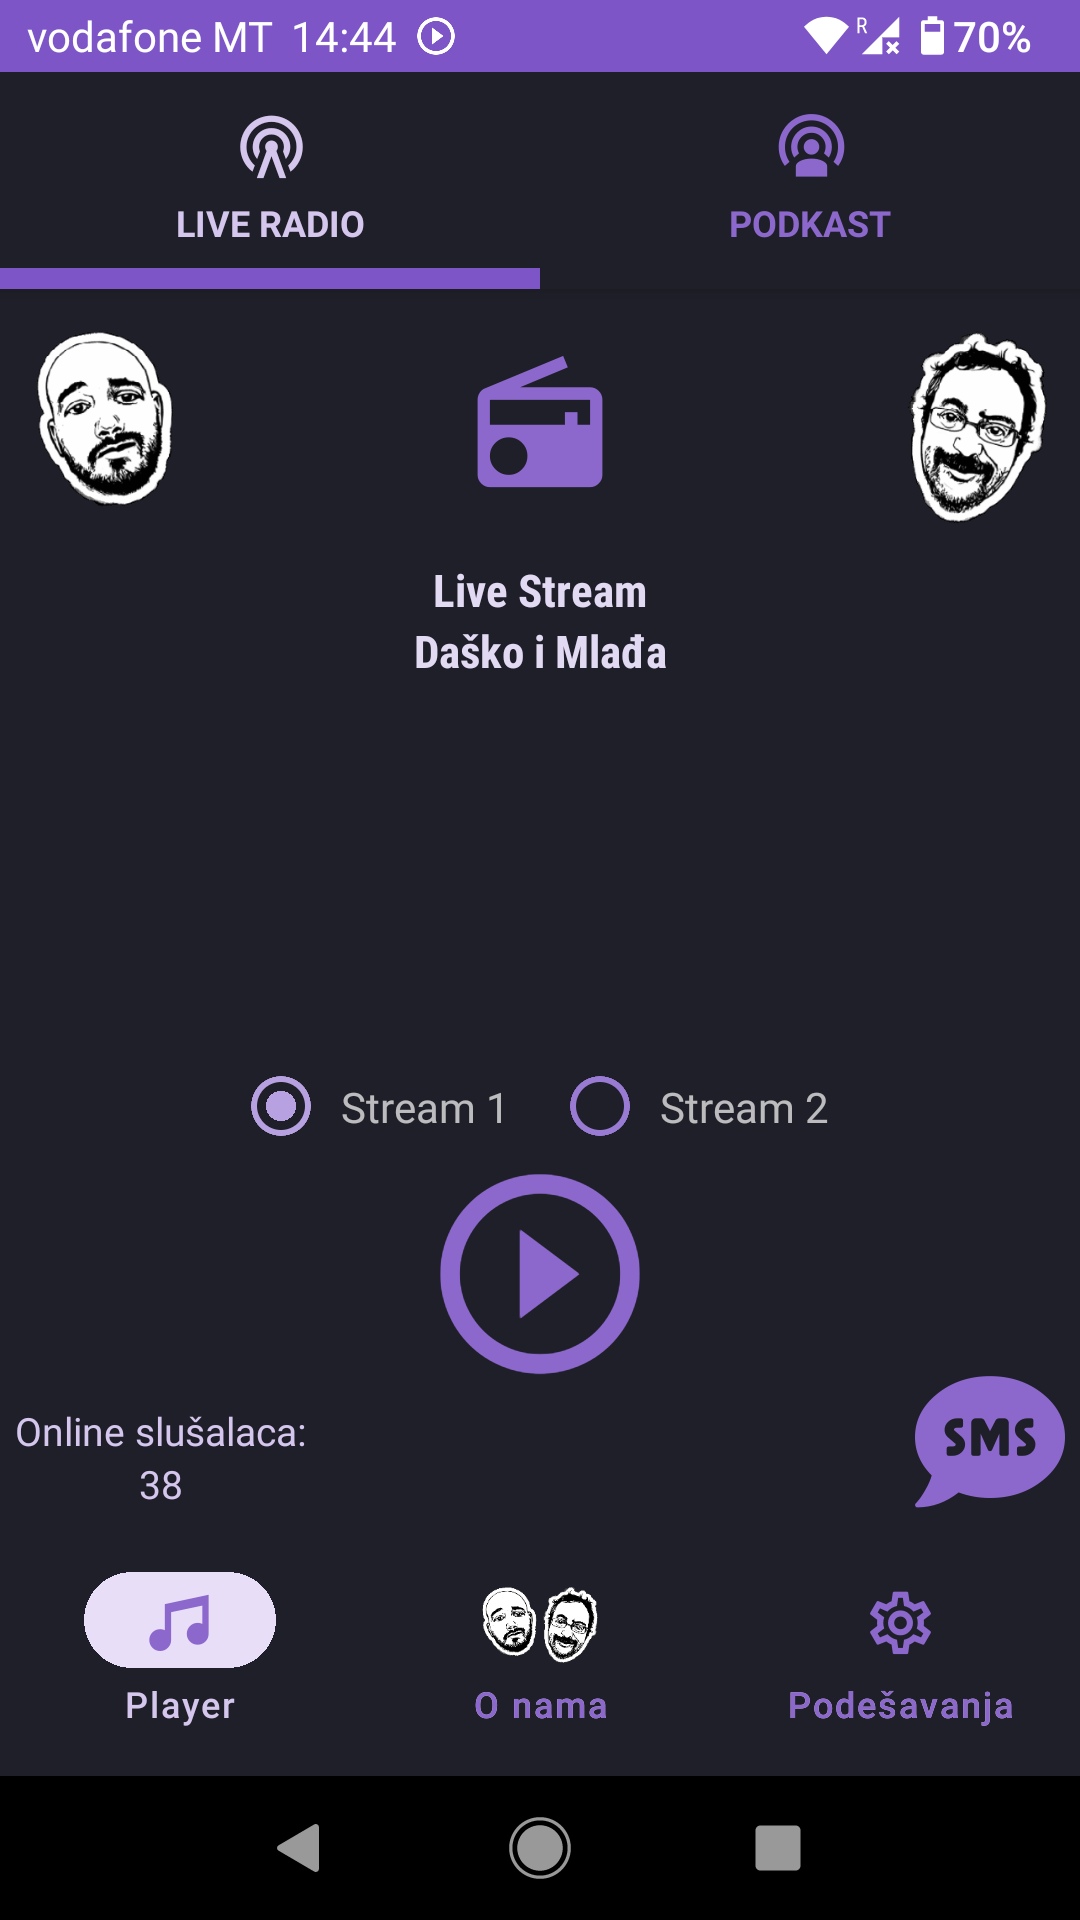 vodafone MT 14:44 R 70%
LIVE RADIO PODKAST
Live Stream
Daško i Mlađa
Stream 1 Stream 2
Online slušalaca:
38
SMS
Player O nama Podešavanja